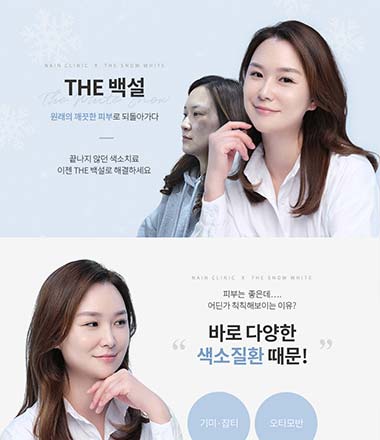 NAIN CLINIC X THE SNOW WHITE
THE 백설
The White Snow
원래의 깨끗한 피부로 되돌아가다
끝나지 않던 색소치료
이젠 THE 백설로 해결하세요
NAIN CLINIC X THE SNOW WHITE
피부는 좋은데....
어딘가 칙칙해보이는 이유?
“ 바로 다양한 ”
색소질환 때문!
기미·잡티
오타모반